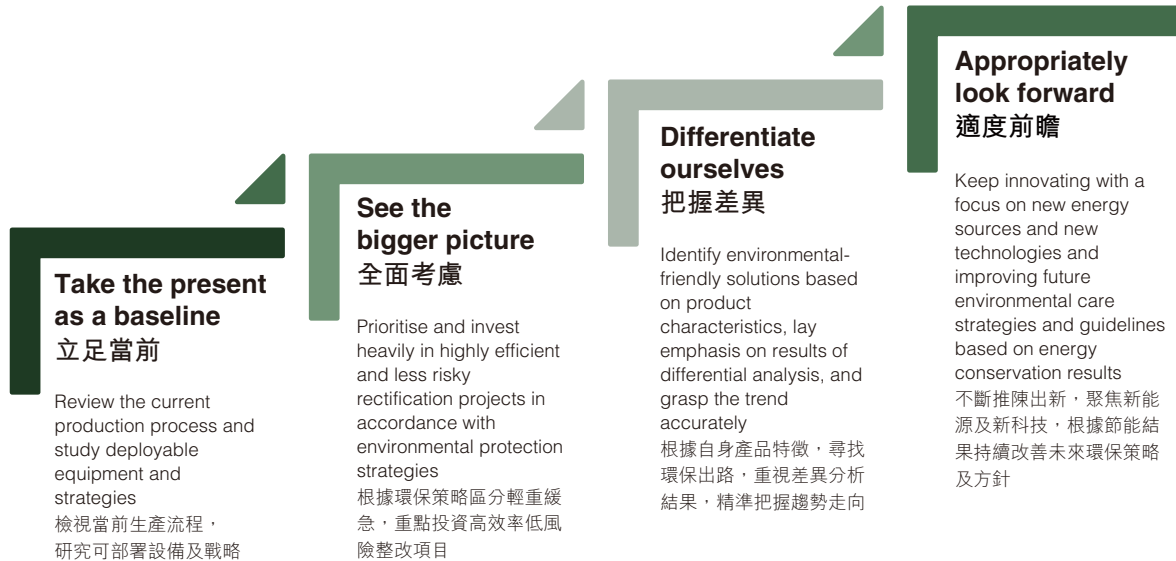 Take the present
as a baseline
立足當前
Review the current
production process and
study deployable
equipment and
strategies
檢視當前生產流程，
研究可部署設備及戰略
See the
bigger picture
全面考慮
Prioritise and invest
heavily in highly efficient
and less risky
rectification projects in
accordance with
environmental protection
strategies
根據環保策略區分輕重緩
急，重點投資高效率低風
險整改項目
Differentiate
ourselves
把握差異
Identify environmental-
friendly solutions based
on product
characteristics, lay
emphasis on results of
differential analysis, and
grasp the trend
accurately
根據自身產品特徵，尋找
環保出路，重視差異分析
結果，精準把握趨勢走向
Appropriately
look forward
適度前瞻
Keep innovating with a
focus on new energy
sources and new
technologies and
improving future
environmental care
strategies and guidelines
based on energy
conservation results
不斷推陳出新，聚焦新能
源及新科技，根據節能結
果持續改善未來環保策略
及方針